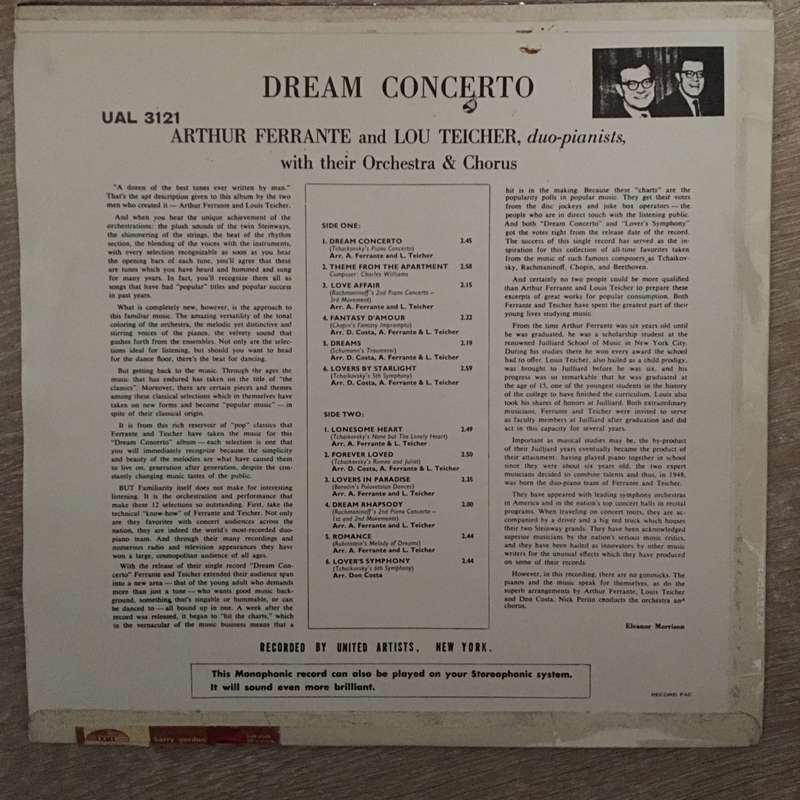 DREAM CONCERTO
UAL 3121
ARTHUR FERRANTE and LOU TEICHER, duo-pianists,
with their Orchestra & Chorus
"A dozen of the best tunes ever written by man."
That's the apt description given to this album by the two
men who created it — Arthur Ferrante and Louis Teicher.
And when you hear the unique achievement of the
orchestrations: the plush sounds of the twin Steinways,
the shimmering of the strings, the beat of the rhythm
section, the blending of the voices with the instruments,
with every selection recognizable as soon as you hear
the opening bars of each tune, you'll agree that these
are tunes which you have heard and hummed and sung
for many years. In fact, you'll recognize them all as
songs that have had "popular" titles and popular success
in past years.
What is completely new, however, is the approach to
this familiar music. The amazing versatility of the tonal
coloring of the orchestra, the melodic yet distinctive and
stirring voices of the pianos, the velvety sound that
gushes forth from the ensembles. Not only are the selec-
tions ideal for listening, but should you want to head
for the dance floor, there's the beat for dancing.
But getting back to the music. Through the ages the
music that has endured has taken on the title of "the
classics". Moreover, there are certain pieces and themes
among these classical selections which in themselves have
taken on new forms and become "popular music" — in
spite of their classical origin.
It is from this rich reservoir of "pop" classics that
Ferrante and Teicher have taken the music for this
"Dream Concerto" album — each selection is one that
you will immediately recognize because the simplicity
and beauty of the melodies are what have caused them
to live on, generation after generation, despite the con-
stantly changing music tastes of the public.
BUT Familiarity itself does not make for interesting
listening. It is the orchestration and performance that
make these 12 selections so outstanding. First, take the
technical "know-how" of Ferrante and Teicher. Not only
are they favorites with concert audiences across the
nation, they are indeed the world's most-recorded duo-
piano team. And through their many recordings and
numerous radio and television appearances they have
won a large, cosmopolitan audience of all ages.
With the release of their single record "Dream Con-
certo" Ferrante and Teicher extended their audience span
into a new area — that of the young adult who demands
more than just a tune — who wants good music back-
ground, something that's singable or hummable, or can
be danced to — all bound up in one. A week after the
record was released, it began to "hit the charts," which
is the vernacular of the music business means that a
SIDE ONE:
1. DREAM CONCERTO 2.45
(Tchaikovsky's Piano Concerto)
Arr. A. Ferrante and L. Teicher
2. THEME FROM THE APARTMENT 2.58
Composer: Charles Williams
3. LOVE AFFAIR 2.15
(Rachmoninoff's 2nd Piano Concerto —
3rd Movement)
Arr. A. Ferrante and L. Teicher
4. FANTASY D'AMOUR 2.22
(Chopin's Fantasy Impromptu)
Arr. D. Costa, A. Ferrante & L. Teicher
5. DREAMS 2.19
(Schumann's Traumerei)
Arr. D. Costa, A. Ferrante & L. Teicher
6. LOVERS BY STARLIGHT 2.59
(Tchaikovsky's 5th Symphony)
Arr. D. Costa, A. Ferrante & L. Teicher
SIDE TWO:
1. LONESOME HEART 2.49
(Tchaikovsky's None but The Lonely Heart)
Arr. A. Ferrante & L. Teicher
2. FOREVER LOVED 2.50
(Tchaikovsky's Romeo and Juliet)
Arr. D. Costa, A. Ferrante & L. Teicher
3. LOVERS IN PARADISE 2.35
(Borodin's Polovetsian Dances)
Arr. A. Ferrante and L. Teicher
4. DREAM RHAPSODY 2.00
(Rachmaninoff's 2nd Piano Concerto —
1st and 2nd Movements)
Arr. A. Ferrante and L. Teicher
5. ROMANCE 2.44
(Rubinstein's Melody of Dreams)
Arr. A. Ferrante and L. Teicher
6. LOVER'S SYMPHONY 2.44
(Tchaikovsky's 6th Symphony)
Arr. Don Costa
hit is in the making. Because these "charts" are the
popularity polls in popular music. They get their votes
from the disc jockeys and juke box operators — the
people who are in direct touch with the listening public.
And both "Dream Concerto" and "Lover's Symphony"
got the votes right from the release date of the record.
The success of this single record has served as the in-
spiration for this collection of all-time favorites taken
from the music of such famous composers as Tchaikov-
sky, Rachmaninoff, Chopin, and Beethoven.
And certainly no two people could be more qualified
than Arthur Ferrante and Louis Teicher to prepare these
excerpts of great works for popular consumption. Both
Ferrante and Teicher have spent the greatest part of their
young lives studying music.
From the time Arthur Ferrante was six years old until
he was graduated, he was a scholarship student at the
renowned Juilliard School of Music in New York City.
During his studies there he won every award the school
had to offer. Louis Teicher, also hailed as a child prodigy,
was brought to Juilliard before he was six, and his
progress was so remarkable that he was graduated at
the age of 15, one of the youngest students in the history
of the college to have finished the curriculum. Louis also
took his shares of honors at Juilliard. Both extraordinary
musicians, Ferrante and Teicher were invited to serve
as faculty members at Juilliard after graduation and did
act in this capacity for several years.
Important as musical studies may be, the by-product
of their Juilliard years eventually became the product of
their attainment: having played piano together in school
since they were about six years old, the two expert
musicians decided to combine talents and thus, in 1948,
was born the duo-piano team of Ferrante and Teicher.
They have appeared with leading symphony orchestras
in America and in the nation's top concert halls in recital
programs. When traveling on concert tours, they are ac-
companied by a driver and a big red truck which houses
their two Steinway grands. They have been acknowledged
superior musicians by the nation's serious music critics,
and they have been hailed as innovators by other music
writers for the unusual effects which they have produced
on some of their records.
However, in this recording, there are no gimmicks. The
pianos and the music speak for themselves, as do the
superb arrangements by Arthur Ferrante, Louis Teicher
and Don Costa. Nick Perito conducts the orchestra and
chorus.
Eleanor Morrison
RECORDED BY UNITED ARTISTS, NEW YORK.
This Monophonic record can also be played on your Stereophonic system.
It will sound even more brilliant.
RECORD PAC
barry gordon